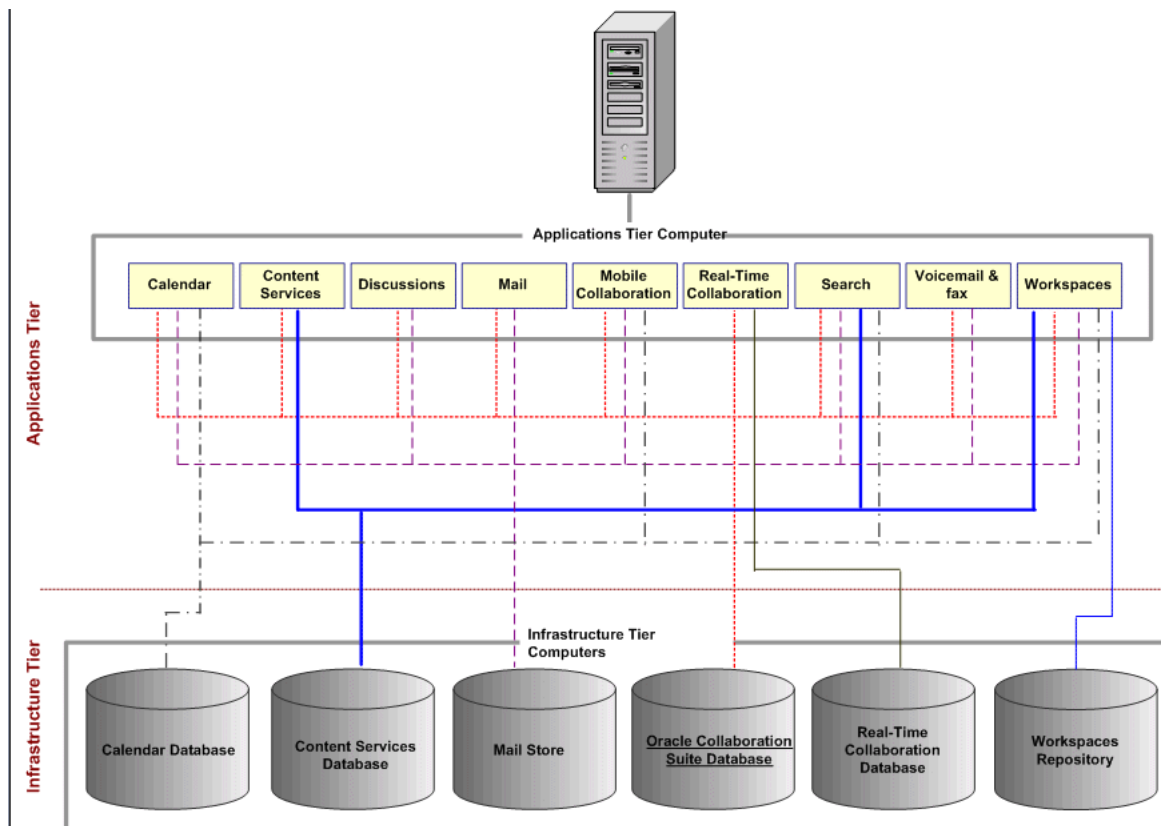 Applications Tier Computer
Calendar
Content
Services
Discussions
Mail
Mobile
Collaboration
Real-Time
Collaboration
Search
Voicemail &
fax
Workspaces
Applications Tier
Infrastructure Tier
Infrastructure Tier
Computers
Calendar Database
Content Services
Database
Mail Store
Oracle Collaboration
Suite Database
Real-Time
Collaboration
Database
Workspaces
Repository